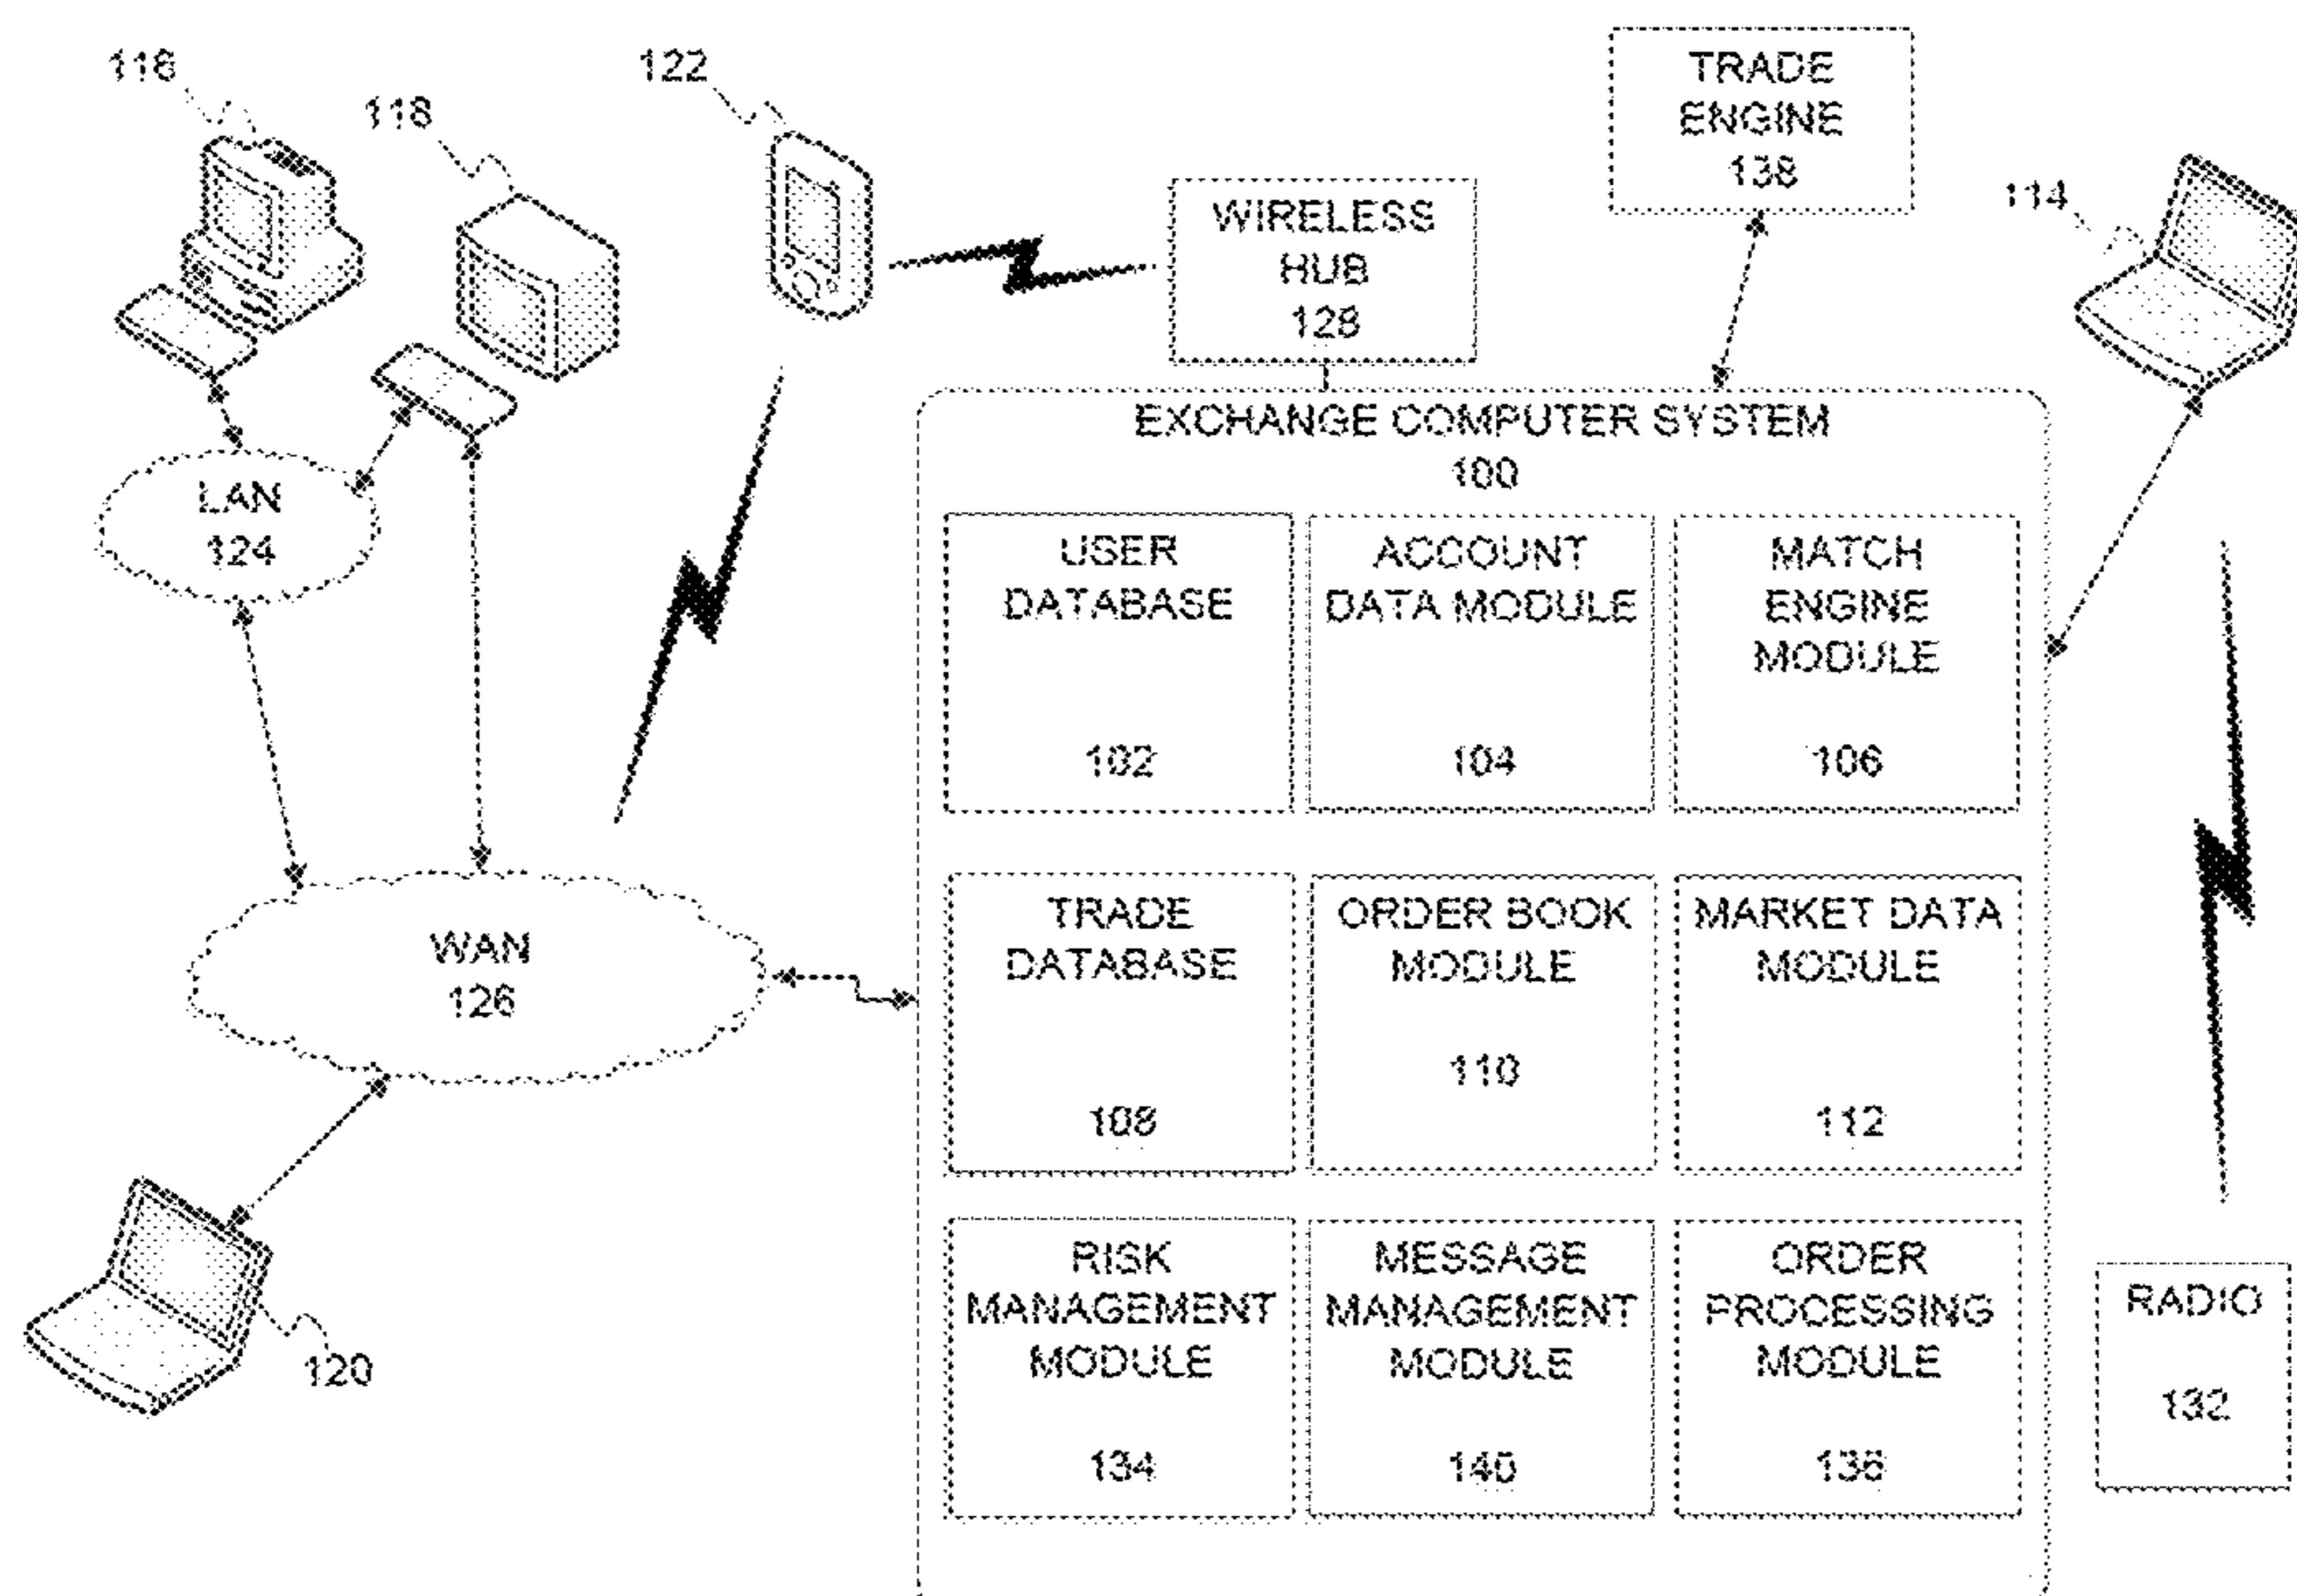 116
118
122
TRADE
ENGINE
138
WIRELESS
HUB
128
114
EXCHANGE COMPUTER SYSTEM
100
LAN
124
USER
DATABASE
102
ACCOUNT
DATA MODULE
104
MATCH
ENGINE
MODULE
106
WAN
126
TRADE
DATABASE
108
ORDER BOOK
MODULE
110
MARKET DATA
MODULE
112
120
RISK
MANAGEMENT
MODULE
134
MESSAGE
MANAGEMENT
MODULE
140
ORDER
PROCESSING
MODULE
136
RADIO
132